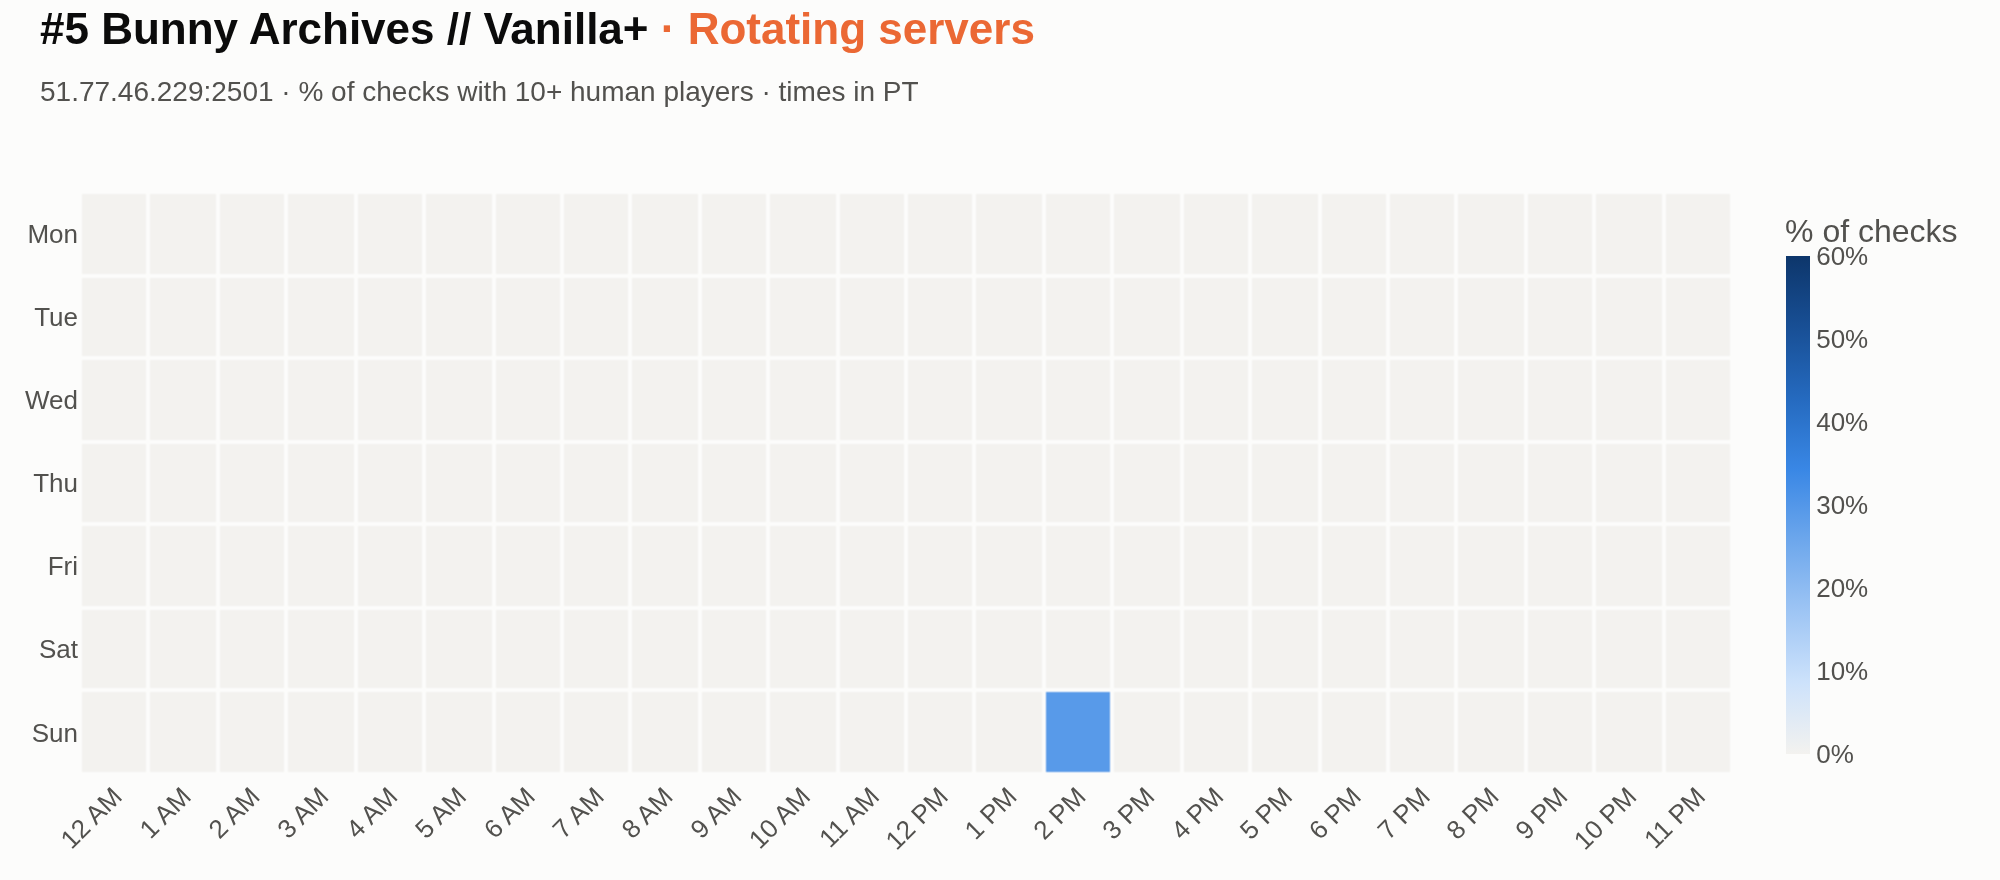 #5 Bunny Archives // Vanilla+ · Rotating servers
51.77.46.229:2501 · % of checks with 10+ human players · times in PT
% of checks
60%
50%
40%
30%
20%
10%
0%
Mon
Tue
Wed
Thu
Fri
Sat
Sun
12 AM
1 AM
2 AM
3 AM
4 AM
5 AM
6 AM
7 AM
8 AM
9 AM
10 AM
11 AM
12 PM
1 PM
2 PM
3 PM
4 PM
5 PM
6 PM
7 PM
8 PM
9 PM
10 PM
11 PM